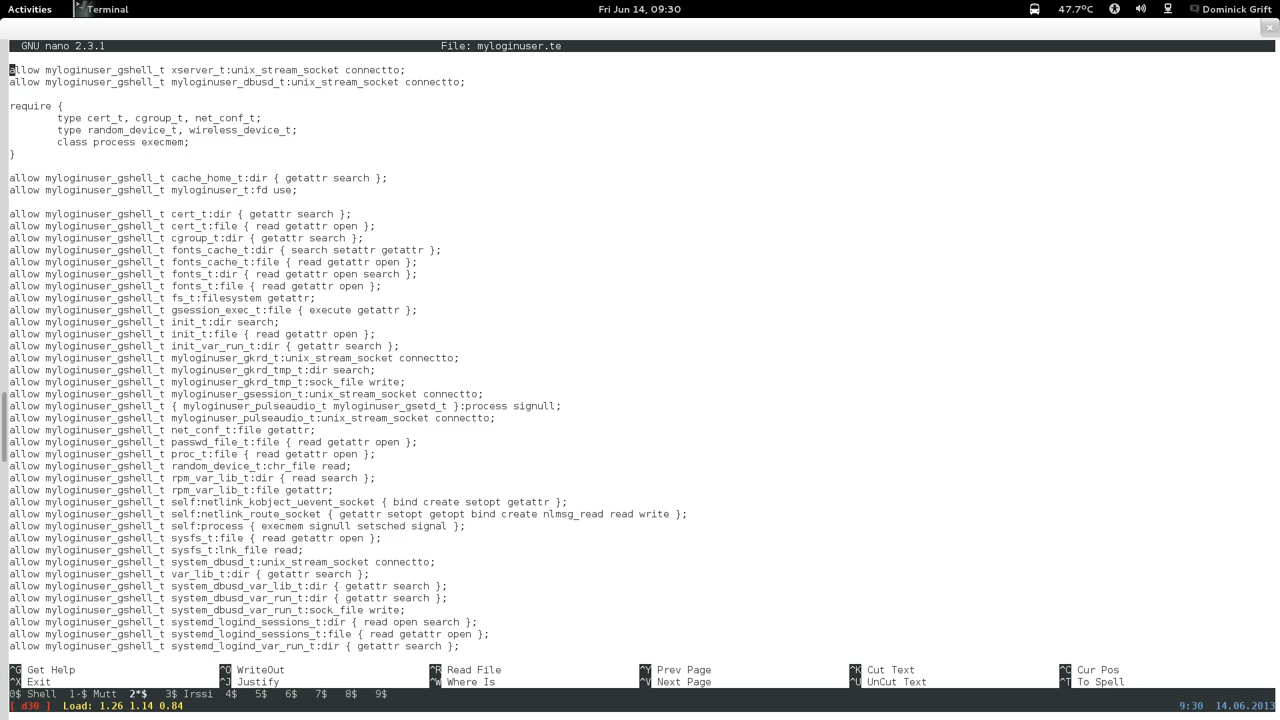 Activities Terminal Fri Jun 14, 09:30 47.7°C Dominick Grift
GNU nano 2.3.1 File: myloginuser.te
allow myloginuser_gshell_t xserver_t:unix_stream_socket connectto;
allow myloginuser_gshell_t myloginuser_dbusd_t:unix_stream_socket connectto;
require {
type cert_t, cgroup_t, net_conf_t;
type random_device_t, wireless_device_t;
class process execmem;
}
allow myloginuser_gshell_t cache_home_t:dir { getattr search };
allow myloginuser_gshell_t myloginuser_t:fd use;
allow myloginuser_gshell_t cert_t:dir { getattr search };
allow myloginuser_gshell_t cert_t:file { read getattr open };
allow myloginuser_gshell_t cgroup_t:dir { getattr search };
allow myloginuser_gshell_t fonts_cache_t:dir { search setattr getattr };
allow myloginuser_gshell_t fonts_cache_t:file { read getattr open };
allow myloginuser_gshell_t fonts_t:dir { read getattr open search };
allow myloginuser_gshell_t fonts_t:file { read getattr open };
allow myloginuser_gshell_t fs_t:filesystem getattr;
allow myloginuser_gshell_t gsession_exec_t:file { execute getattr };
allow myloginuser_gshell_t init_t:dir search;
allow myloginuser_gshell_t init_t:file { read getattr open };
allow myloginuser_gshell_t init_var_run_t:dir { getattr search };
allow myloginuser_gshell_t myloginuser_gkrd_t:unix_stream_socket connectto;
allow myloginuser_gshell_t myloginuser_gkrd_tmp_t:dir search;
allow myloginuser_gshell_t myloginuser_gkrd_tmp_t:sock_file write;
allow myloginuser_gshell_t myloginuser_gsession_t:unix_stream_socket connectto;
allow myloginuser_gshell_t { myloginuser_pulseaudio_t myloginuser_gsetd_t }:process signull;
allow myloginuser_gshell_t myloginuser_pulseaudio_t:unix_stream_socket connectto;
allow myloginuser_gshell_t net_conf_t:file getattr;
allow myloginuser_gshell_t passwd_file_t:file { read getattr open };
allow myloginuser_gshell_t proc_t:file { read getattr open };
allow myloginuser_gshell_t random_device_t:chr_file read;
allow myloginuser_gshell_t rpm_var_lib_t:dir { read search };
allow myloginuser_gshell_t rpm_var_lib_t:file getattr;
allow myloginuser_gshell_t self:netlink_kobject_uevent_socket { bind create setopt getattr };
allow myloginuser_gshell_t self:netlink_route_socket { getattr setopt getopt bind create nlmsg_read read write };
allow myloginuser_gshell_t self:process { execmem signull setsched signal };
allow myloginuser_gshell_t sysfs_t:file { read getattr open };
allow myloginuser_gshell_t sysfs_t:lnk_file read;
allow myloginuser_gshell_t system_dbusd_t:unix_stream_socket connectto;
allow myloginuser_gshell_t var_lib_t:dir { getattr search };
allow myloginuser_gshell_t system_dbusd_var_lib_t:dir { getattr search };
allow myloginuser_gshell_t system_dbusd_var_run_t:dir { getattr search };
allow myloginuser_gshell_t system_dbusd_var_run_t:sock_file write;
allow myloginuser_gshell_t systemd_logind_sessions_t:dir { read open search };
allow myloginuser_gshell_t systemd_logind_sessions_t:file { read getattr open };
allow myloginuser_gshell_t systemd_logind_var_run_t:dir { getattr search };
^G Get Help ^O WriteOut ^R Read File ^Y Prev Page ^K Cut Text ^C Cur Pos
^X Exit ^J Justify ^W Where Is ^V Next Page ^U UnCut Text ^T To Spell
0$ Shell 1-$ Mutt 2*$ 3$ Irssi 4$ 5$ 6$ 7$ 8$ 9$
[ d30 ] Load: 1.26 1.14 0.84 9:30 14.06.2013